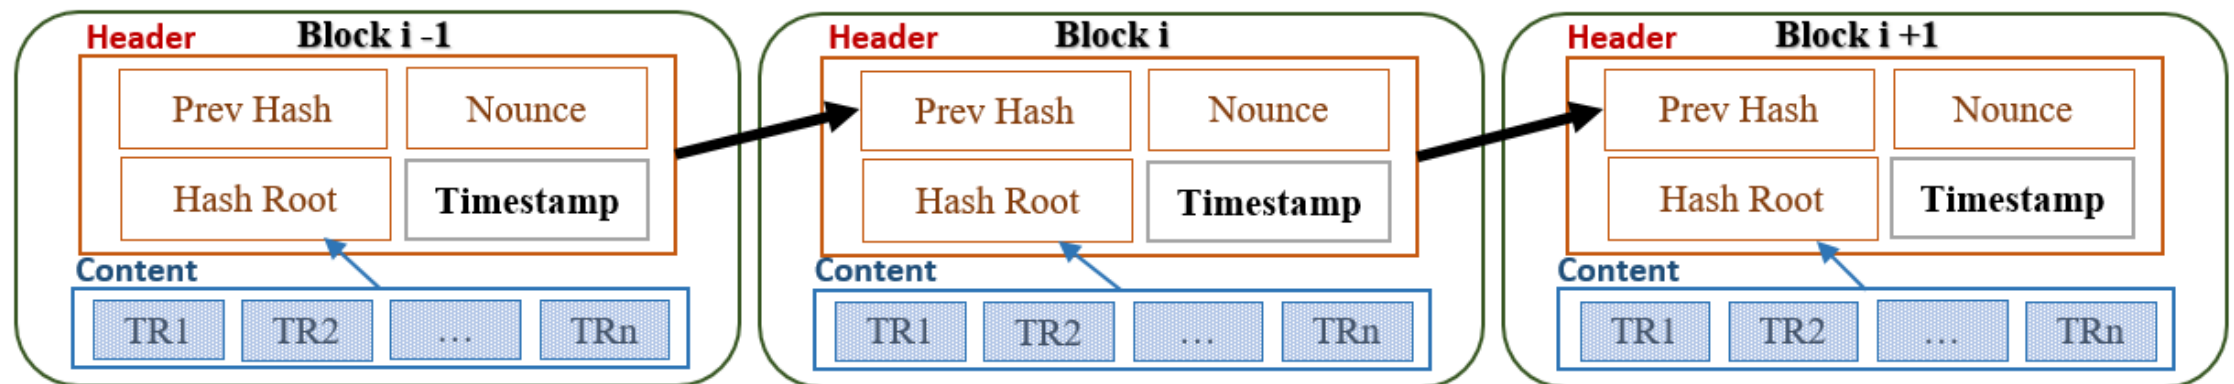 Header Block i -1
Prev Hash Nounce
Hash Root Timestamp
Content
TR1 TR2 ... TRn
Header Block i
Prev Hash Nounce
Hash Root Timestamp
Content
TR1 TR2 ... TRn
Header Block i +1
Prev Hash Nounce
Hash Root Timestamp
Content
TR1 TR2 ... TRn